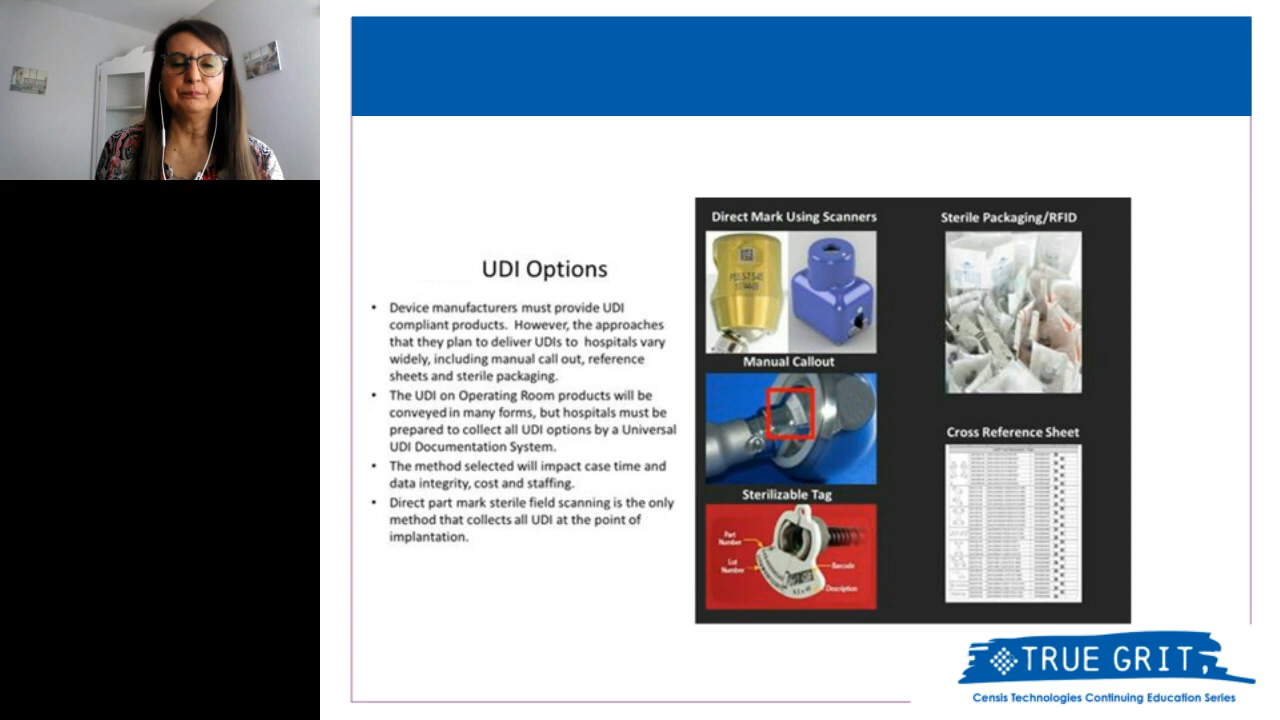 UDI Options
• Device manufacturers must provide UDI
compliant products. However, the approaches
that they plan to deliver UDIs to hospitals vary
widely, including manual call out, reference
sheets and sterile packaging.
• The UDI on Operating Room products will be
conveyed in many forms, but hospitals must be
prepared to collect all UDI options by a Universal
UDI Documentation System.
• The method selected will impact case time and
data integrity, cost and staffing.
• Direct part mark sterile field scanning is the only
method that collects all UDI at the point of
implantation.
Direct Mark Using Scanners
Manual Callout
Sterilizable Tag
Part
Number
Lot
Number
Barcode
Description
Sterile Packaging/RFID
Cross Reference Sheet
TRUE GRIT
Censis Technologies Continuing Education Series